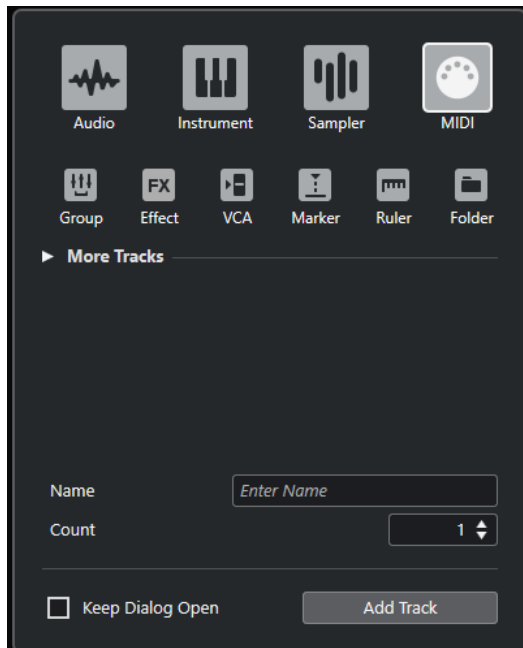 Audio Instrument Sampler MIDI
FX
Group Effect VCA Marker Ruler Folder
More Tracks
Name Enter Name
Count 1
Keep Dialog Open Add Track